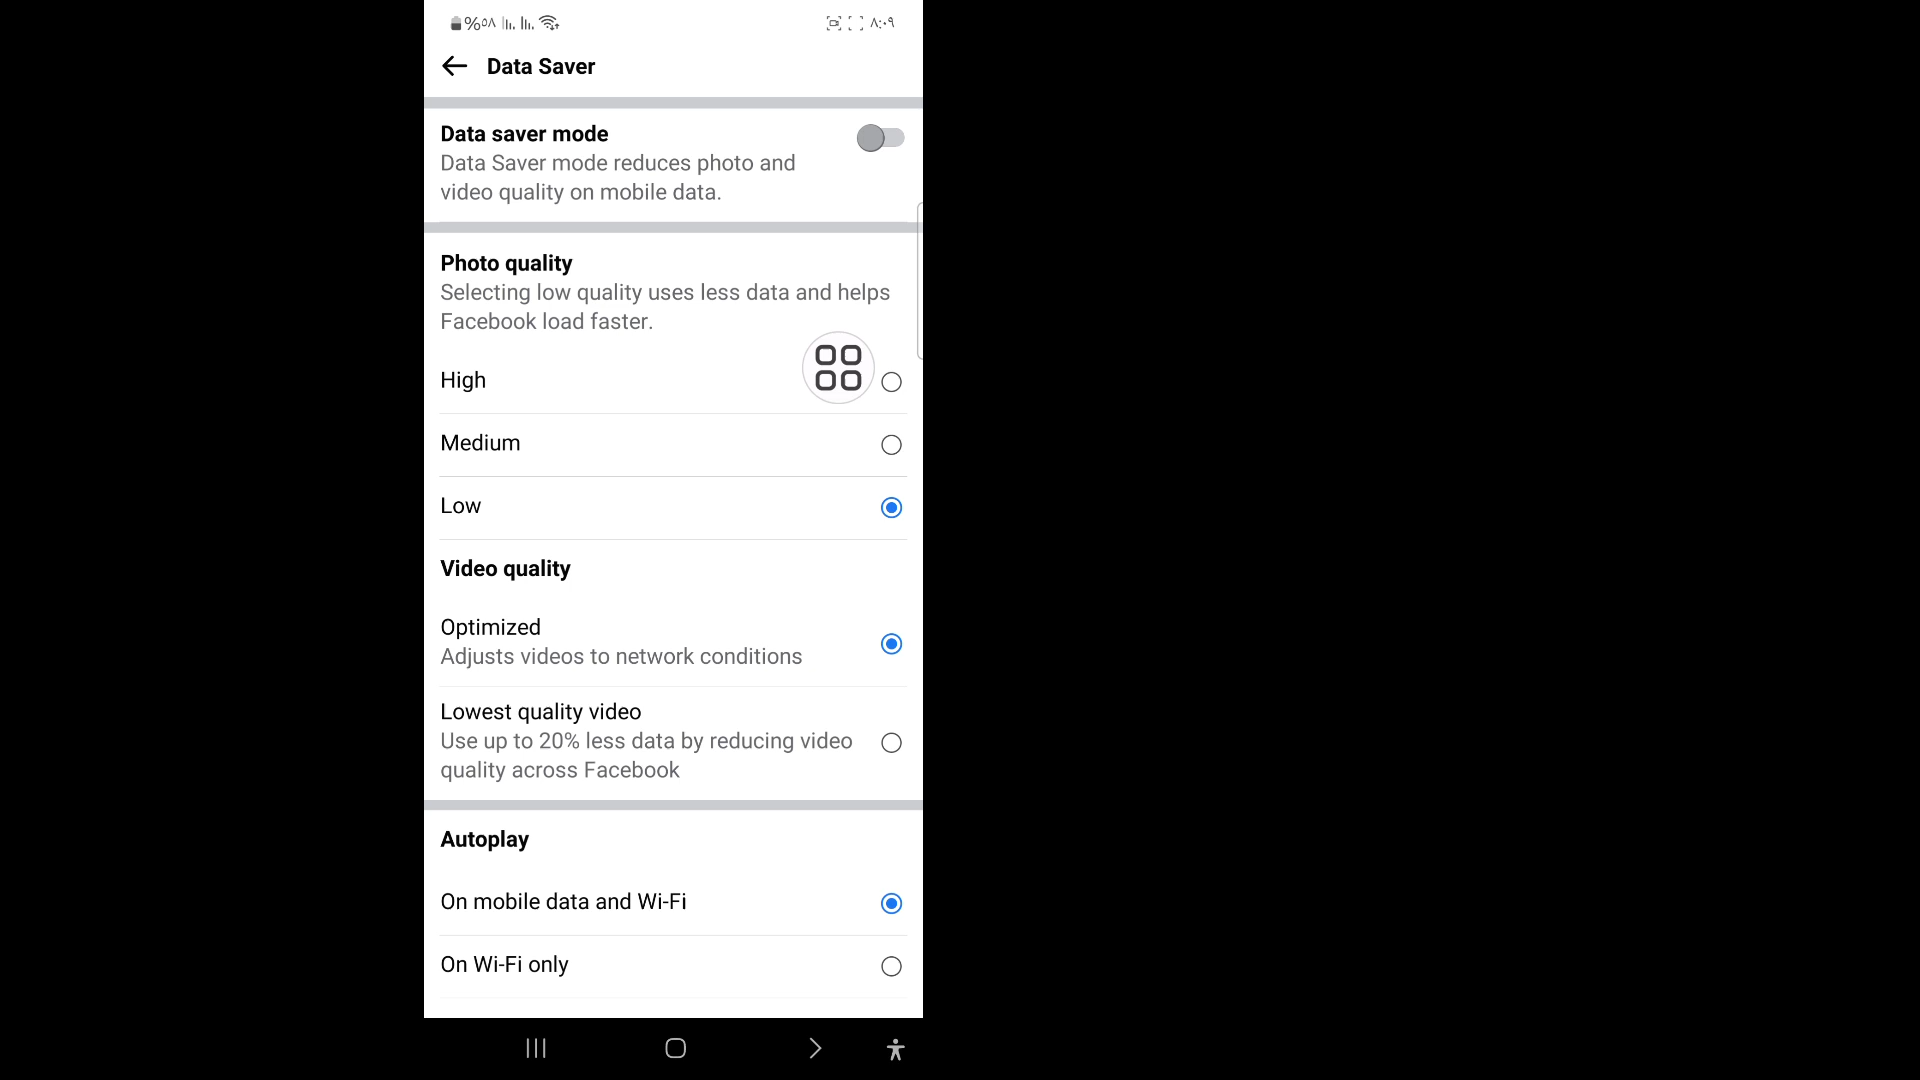 %٥٨
٨:٠٩
Data Saver
Data saver mode
Data Saver mode reduces photo and
video quality on mobile data.
Photo quality
Selecting low quality uses less data and helps
Facebook load faster.
High
Medium
Low
Video quality
Optimized
Adjusts videos to network conditions
Lowest quality video
Use up to 20% less data by reducing video
quality across Facebook
Autoplay
On mobile data and Wi-Fi
On Wi-Fi only